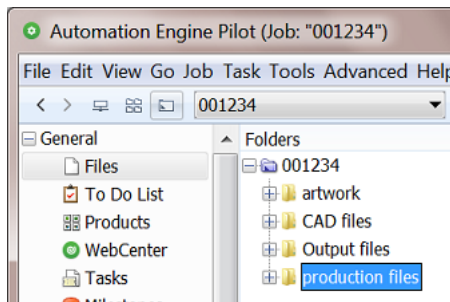 Automation Engine Pilot (Job: "001234")
File Edit View Go Job Task Tools Advanced Help
001234
General
Files
To Do List
Products
WebCenter
Tasks
Folders
001234
artwork
CAD files
Output files
production files